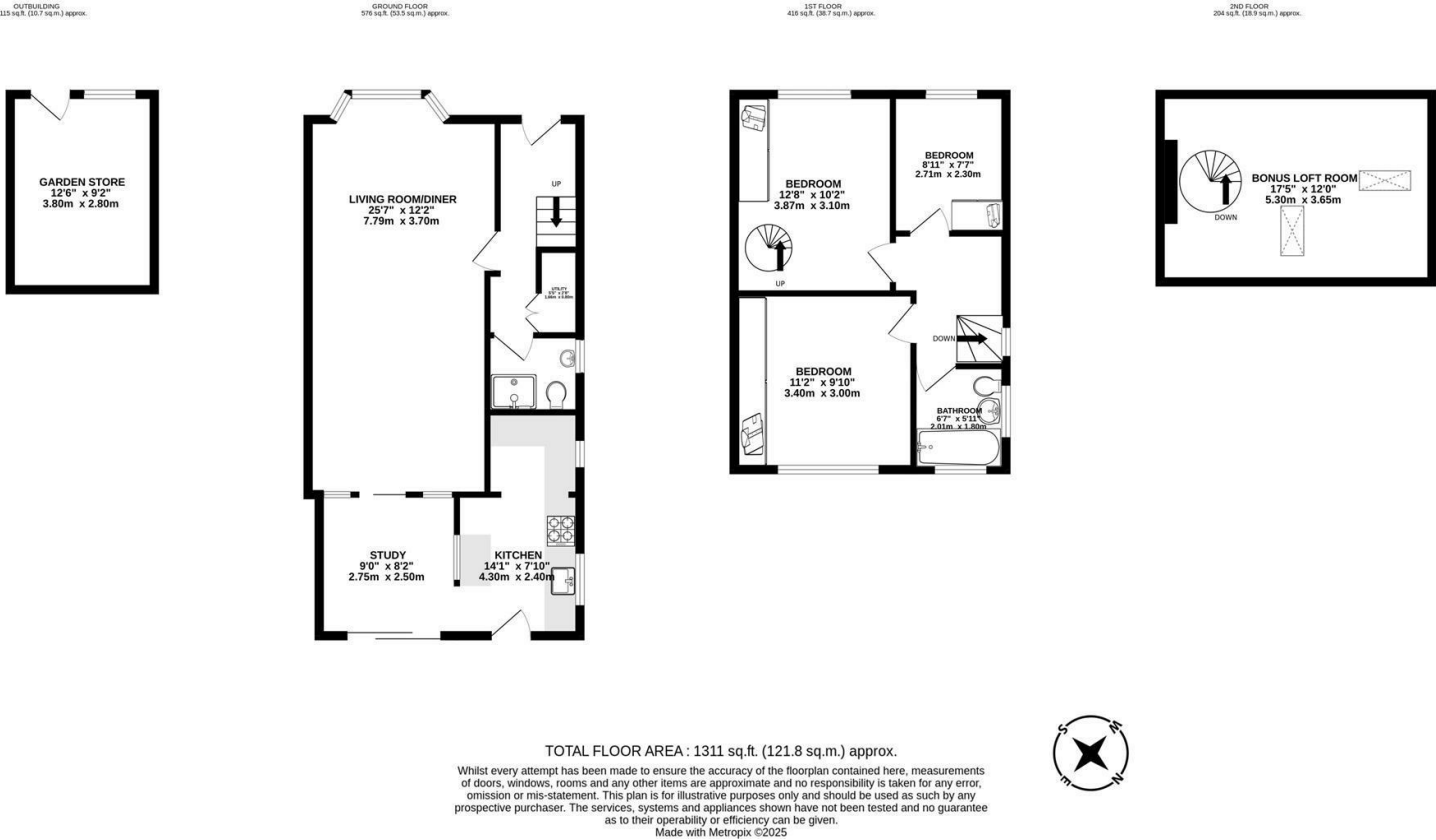 OUTBUILDING
115 sq.ft. (10.7 sq.m.) approx.
GROUND FLOOR
576 sq.ft. (53.5 sq.m.) approx.
1ST FLOOR
416 sq.ft. (38.7 sq.m.) approx.
2ND FLOOR
204 sq.ft. (18.9 sq.m.) approx.
GARDEN STORE
12'6" x 9'2"
3.80m x 2.80m
LIVING ROOM/DINER
25'7" x 12'2"
7.79m x 3.70m
UP
UTILITY
STUDY
9'0" x 8'2"
2.75m x 2.50m
KITCHEN
14'1" x 7'10"
4.30m x 2.40m
BEDROOM
12'8" x 10'2"
3.87m x 3.10m
UP
BEDROOM
8'11" x 7'7"
2.71m x 2.30m
BEDROOM
11'2" x 9'10"
3.40m x 3.00m
DOWN
BATHROOM
6'7" x 5'11"
2.01m x 1.80m
BONUS LOFT ROOM
17'5" x 12'0"
5.30m x 3.65m
DOWN
S
W
E
N
TOTAL FLOOR AREA : 1311 sq.ft. (121.8 sq.m.) approx.
Whilst every attempt has been made to ensure the accuracy of the floorplan contained here, measurements
of doors, windows, rooms and any other items are approximate and no responsibility is taken for any error,
omission or mis-statement. This plan is for illustrative purposes only and should be used as such by any
prospective purchaser. The services, systems and appliances shown have not been tested and no guarantee
as to their operability or efficiency can be given.
Made with Metropix ©2025